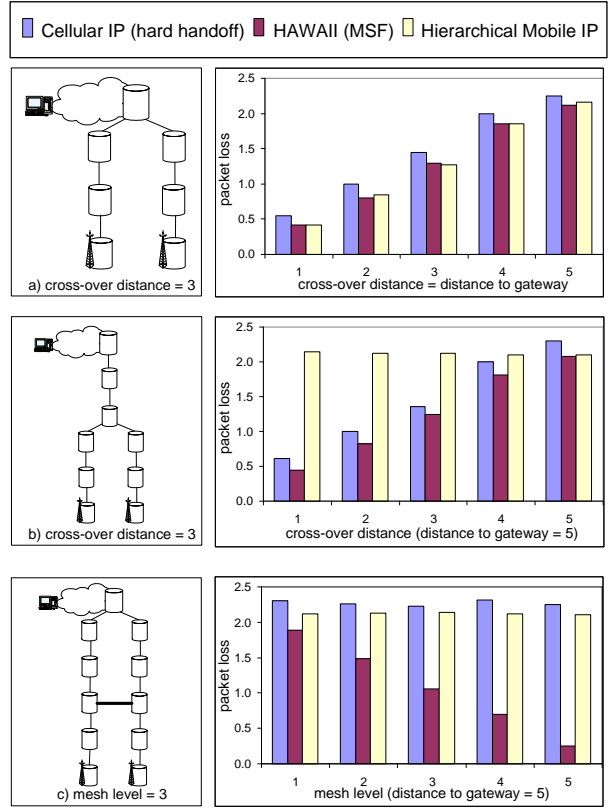 Cellular IP (hard handoff) HAWAII (MSF) Hierarchical Mobile IP
a) cross-over distance = 3
packet loss
2.5
2.0
1.5
1.0
0.5
0.0
1 2 3 4 5
cross-over distance = distance to gateway
b) cross-over distance = 3
packet loss
2.5
2.0
1.5
1.0
0.5
0.0
1 2 3 4 5
cross-over distance (distance to gateway = 5)
c) mesh level = 3
packet loss
2.5
2.0
1.5
1.0
0.5
0.0
1 2 3 4 5
mesh level (distance to gateway = 5)